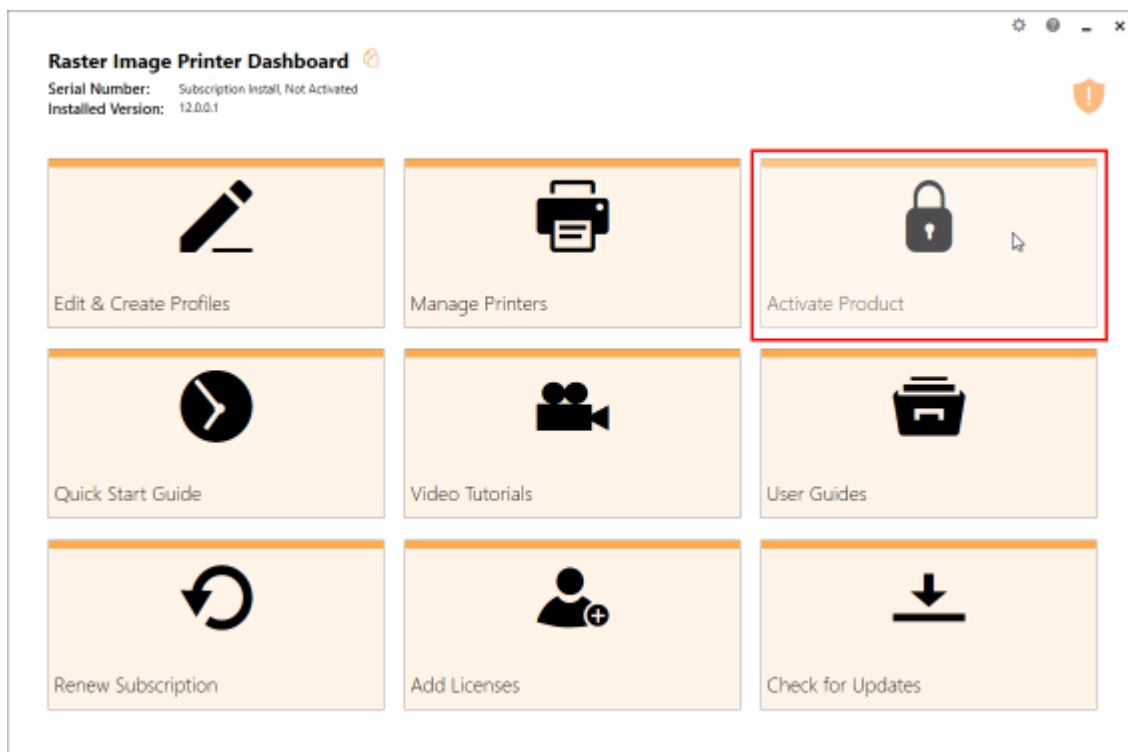 Raster Image Printer Dashboard
Serial Number: Subscription Install, Not Activated
Installed Version: 12.0.0.1
Edit & Create Profiles
Manage Printers
Activate Product
Quick Start Guide
Video Tutorials
User Guides
Renew Subscription
Add Licenses
Check for Updates